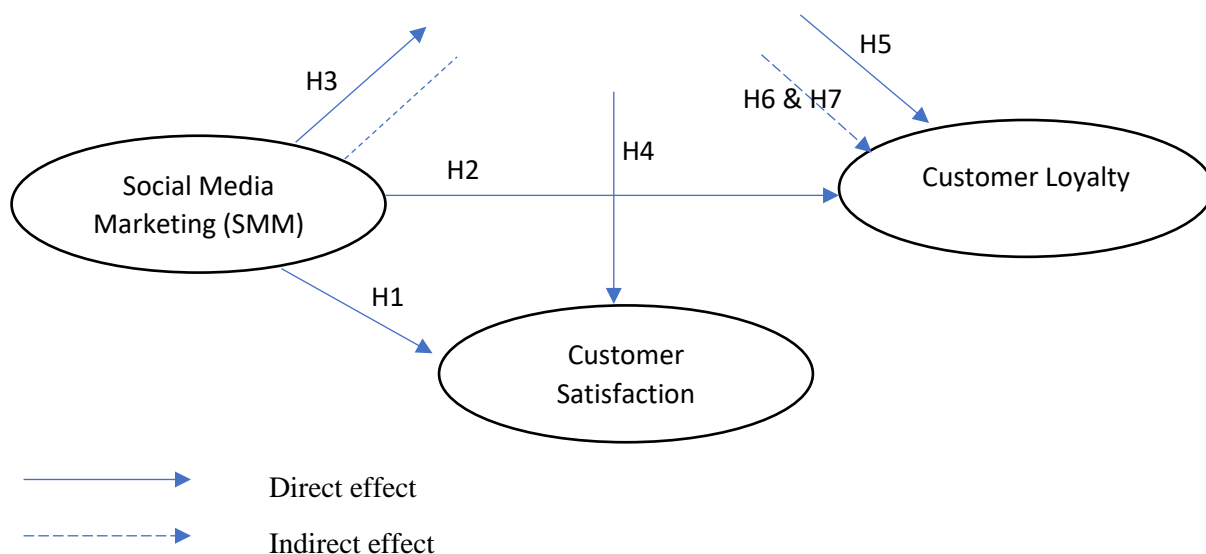 H3
H5
H6 & H7
H4
H2
Social Media
Marketing (SMM)
Customer Loyalty
H1
Customer
Satisfaction
Direct effect
Indirect effect